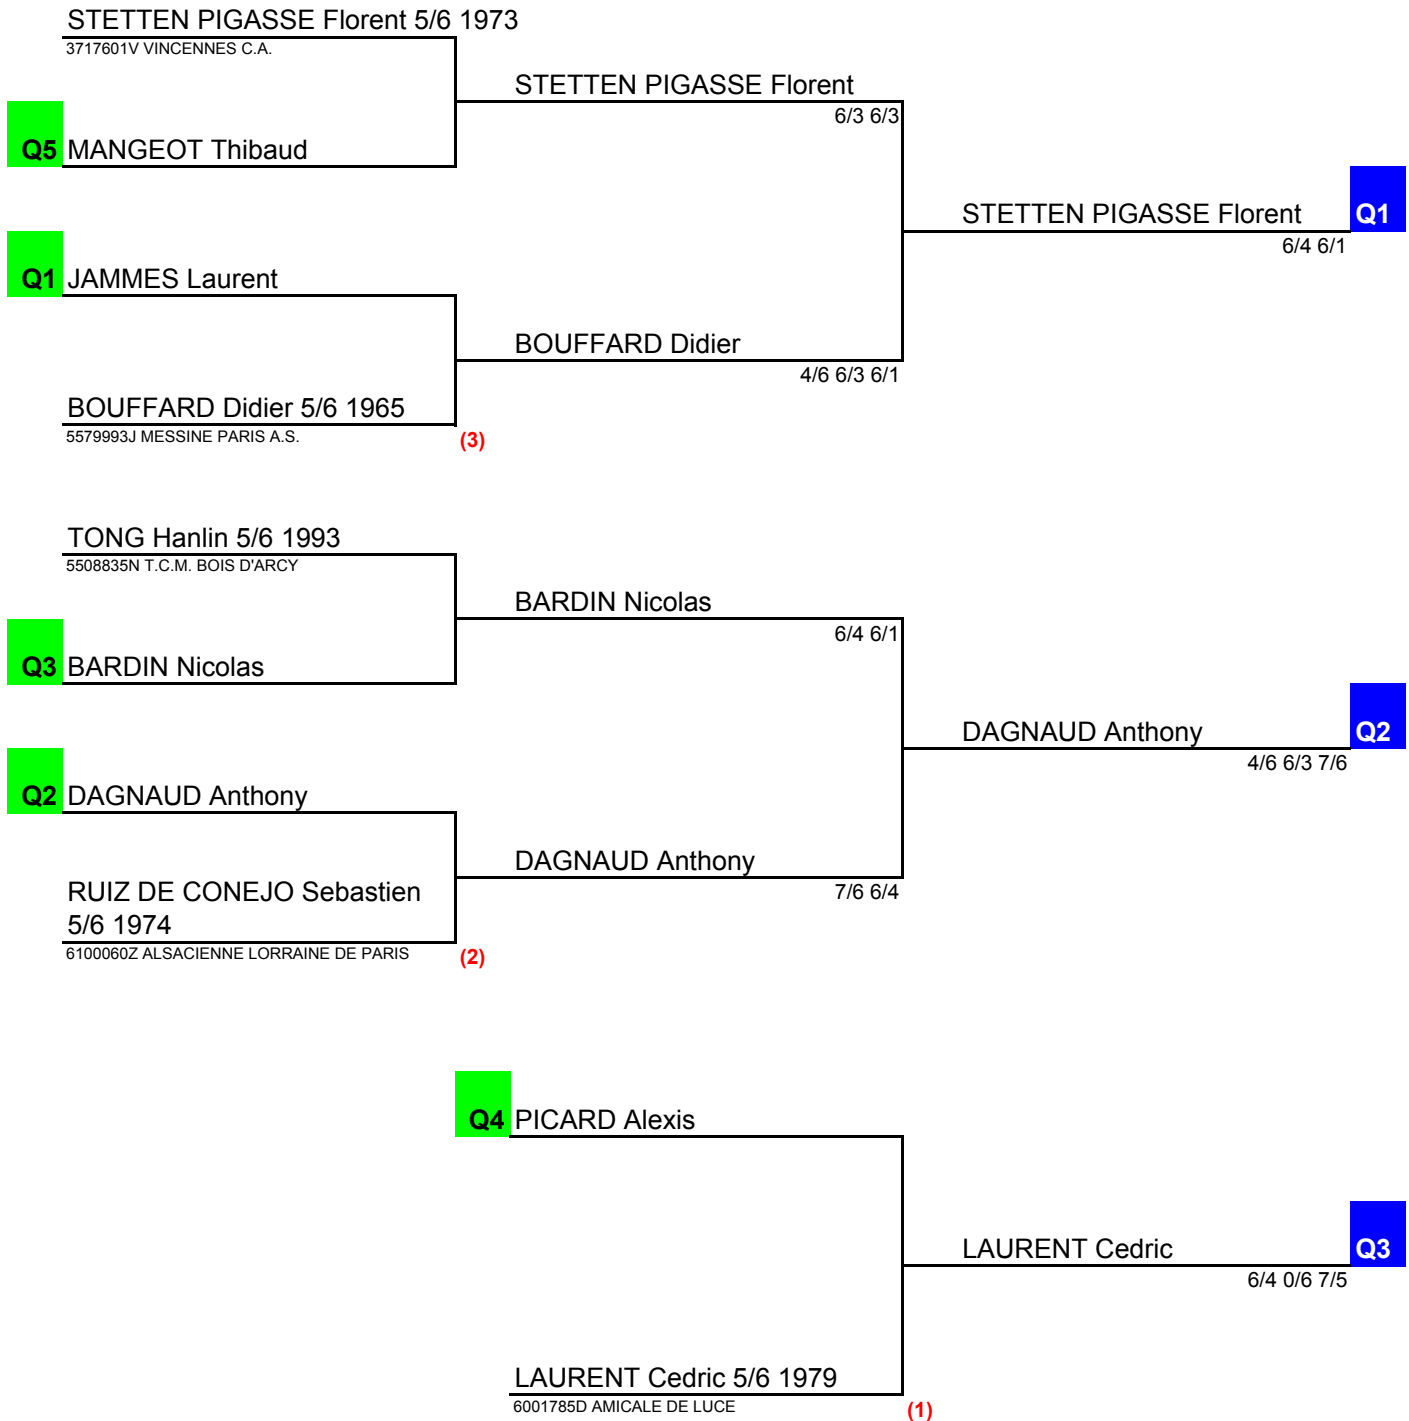 STETTEN PIGASSE Florent 5/6 1973
3717601V VINCENNES C.A.
STETTEN PIGASSE Florent
6/3 6/3
Q5 MANGEOT Thibaud
STETTEN PIGASSE Florent Q1
6/4 6/1
Q1 JAMMES Laurent
BOUFFARD Didier
4/6 6/3 6/1
BOUFFARD Didier 5/6 1965
5579993J MESSINE PARIS A.S.
(3)
TONG Hanlin 5/6 1993
5508835N T.C.M. BOIS D'ARCY
BARDIN Nicolas
6/4 6/1
Q3 BARDIN Nicolas
DAGNAUD Anthony Q2
4/6 6/3 7/6
Q2 DAGNAUD Anthony
DAGNAUD Anthony
7/6 6/4
RUIZ DE CONEJO Sebastien
5/6 1974
6100060Z ALSACIENNE LORRAINE DE PARIS
(2)
Q4 PICARD Alexis
LAURENT Cedric Q3
6/4 0/6 7/5
LAURENT Cedric 5/6 1979
6001785D AMICALE DE LUCE
(1)